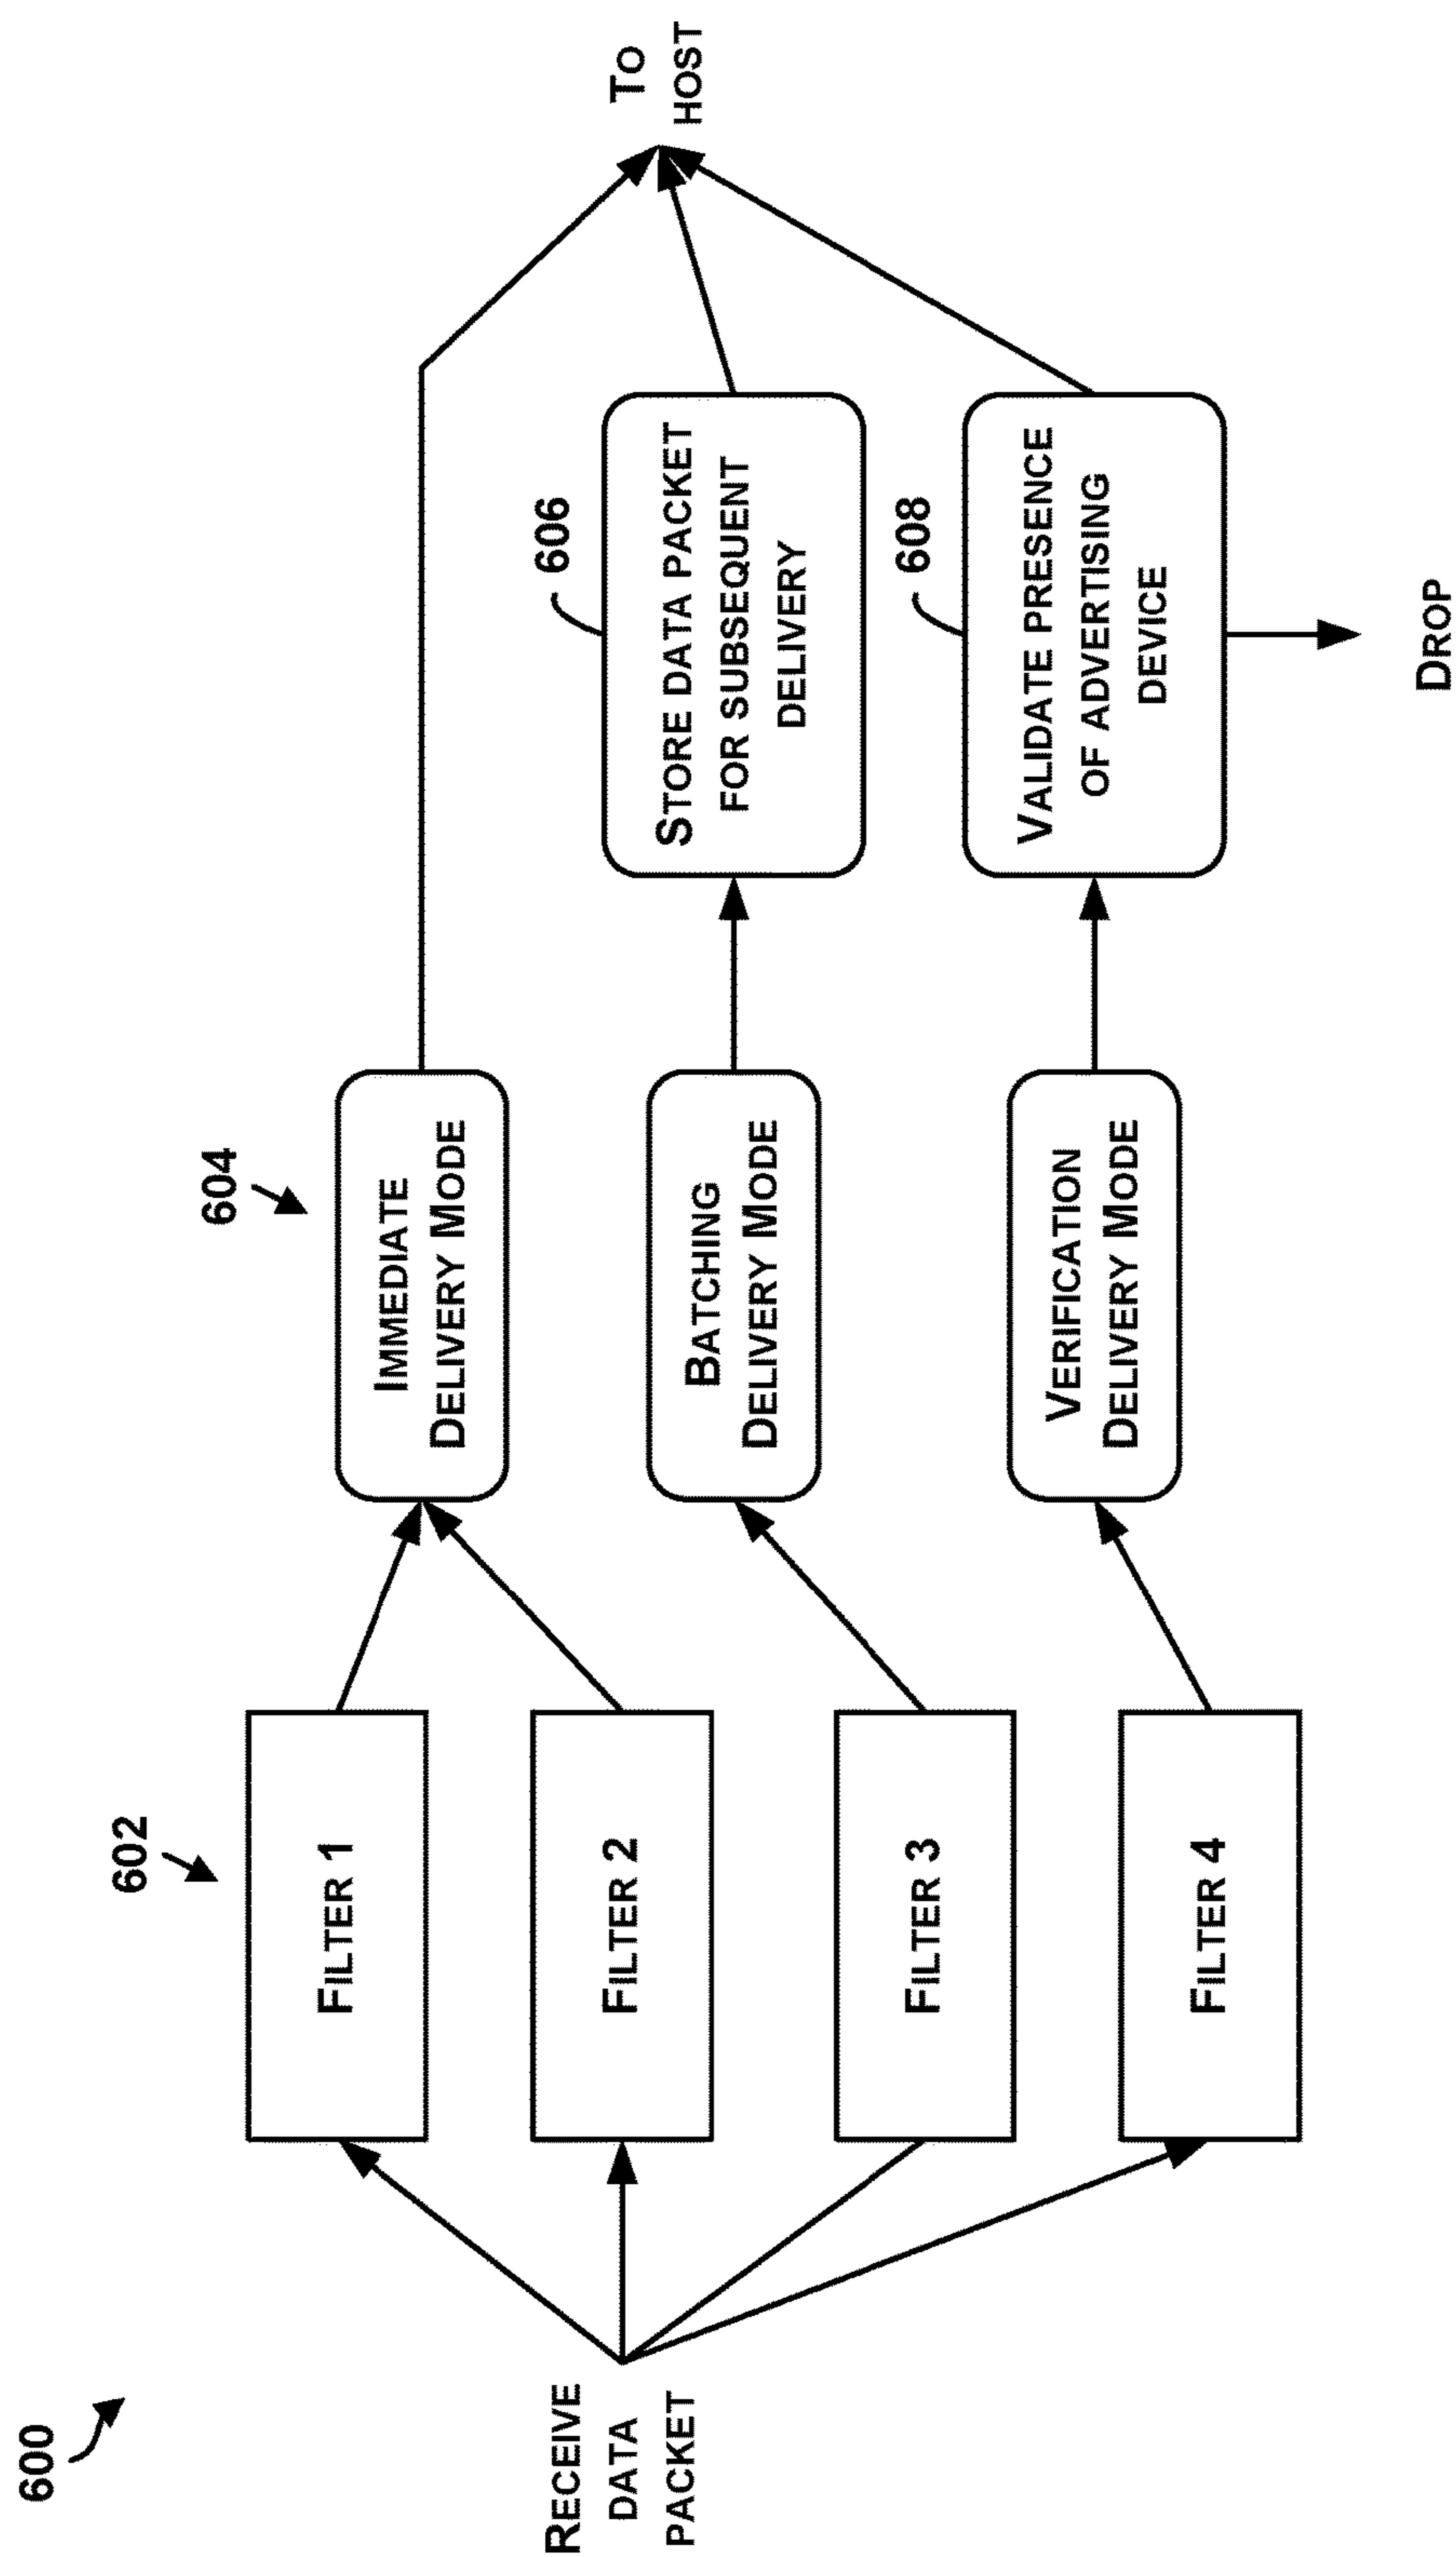 600
602
604
RECEIVE
DATA
PACKET
FILTER 1
FILTER 2
FILTER 3
FILTER 4
IMMEDIATE
DELIVERY MODE
BATCHING
DELIVERY MODE
VERIFICATION
DELIVERY MODE
606
STORE DATA PACKET
FOR SUBSEQUENT
DELIVERY
608
VALIDATE PRESENCE
OF ADVERTISING
DEVICE
TO
HOST
DROP